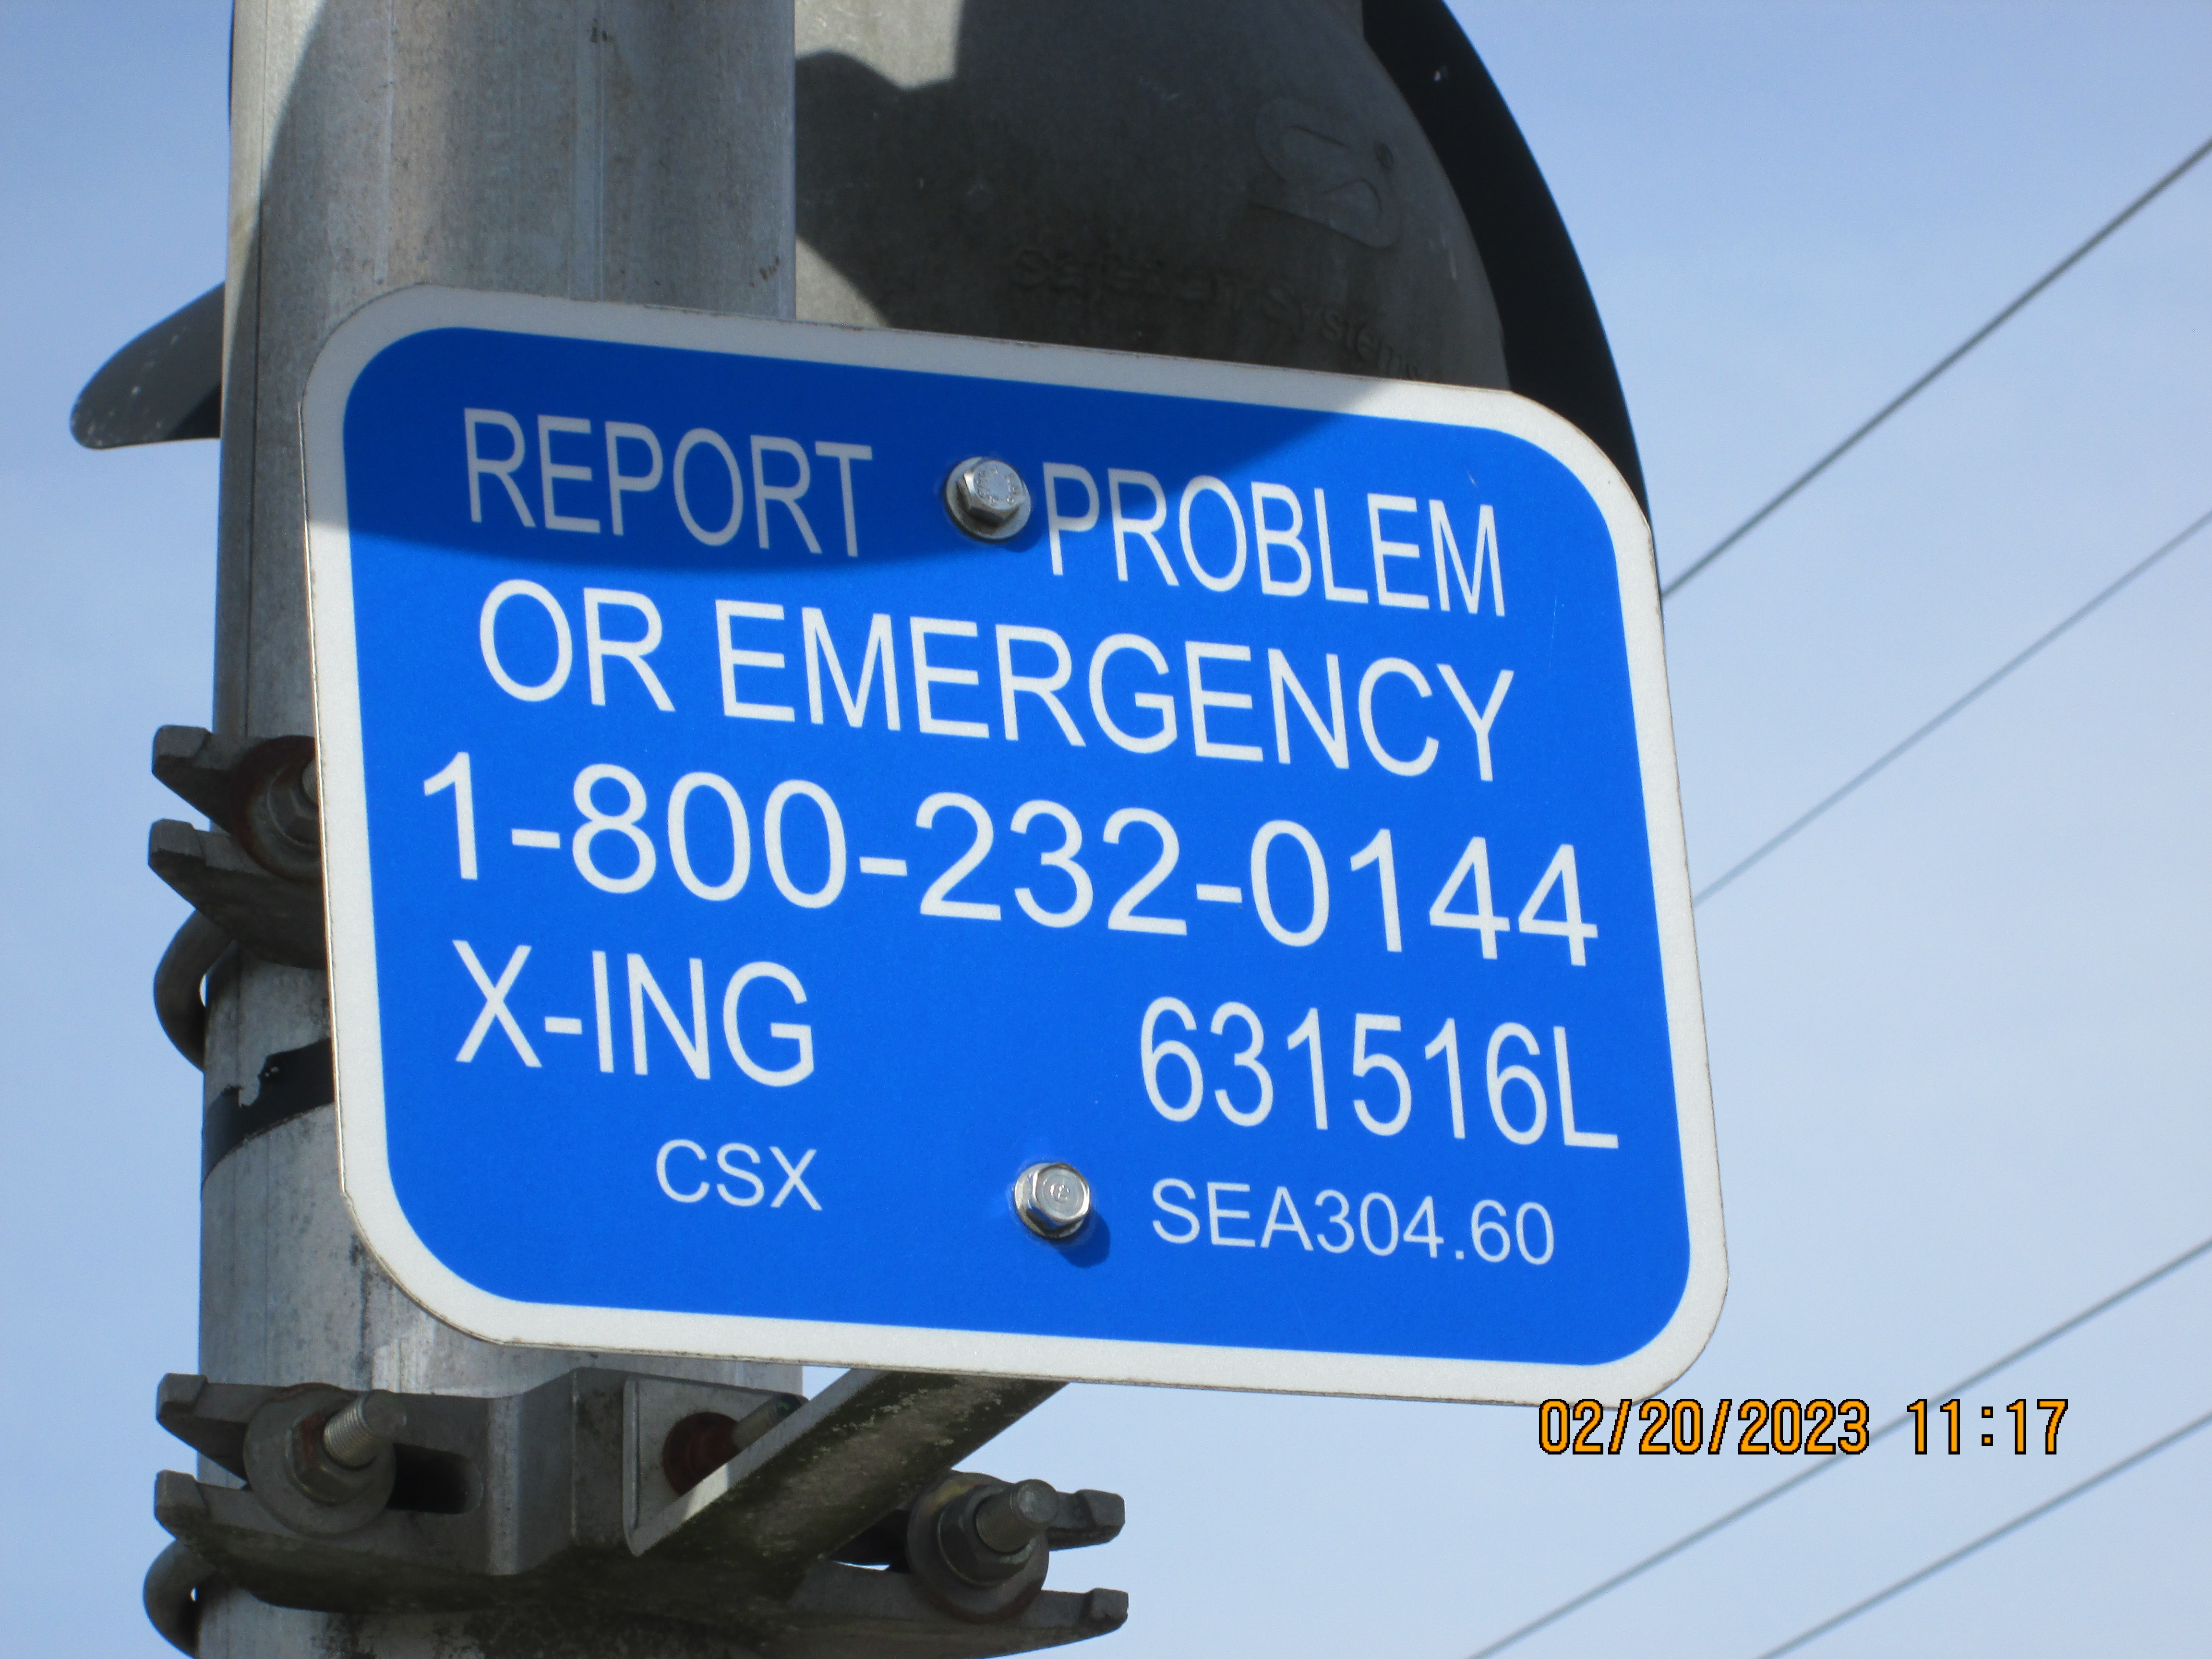 REPORT PROBLEM
OR EMERGENCY
1-800-232-0144
X-ING 631516L
CSX SEA304.60
02/20/2023 11:17